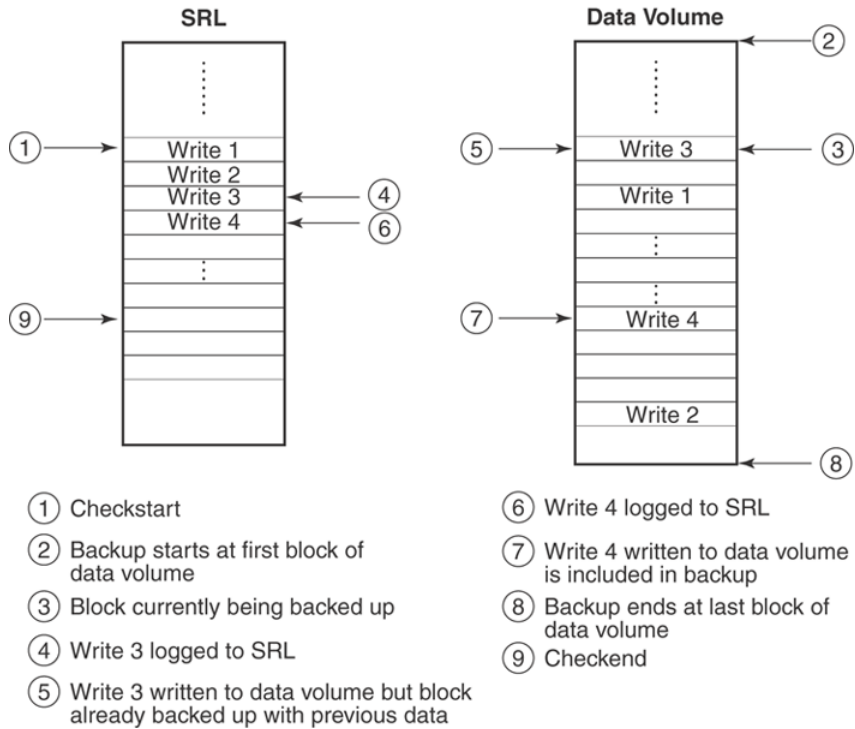 SRL
Data Volume
2
1
Write 1
5
Write 3
3
Write 2
Write 3
4
Write 1
Write 4
6
9
7
Write 4
Write 2
8
1 Checkstart
2 Backup starts at first block of
data volume
3 Block currently being backed up
4 Write 3 logged to SRL
5 Write 3 written to data volume but block
already backed up with previous data
6 Write 4 logged to SRL
7 Write 4 written to data volume
is included in backup
8 Backup ends at last block of
data volume
9 Checkend